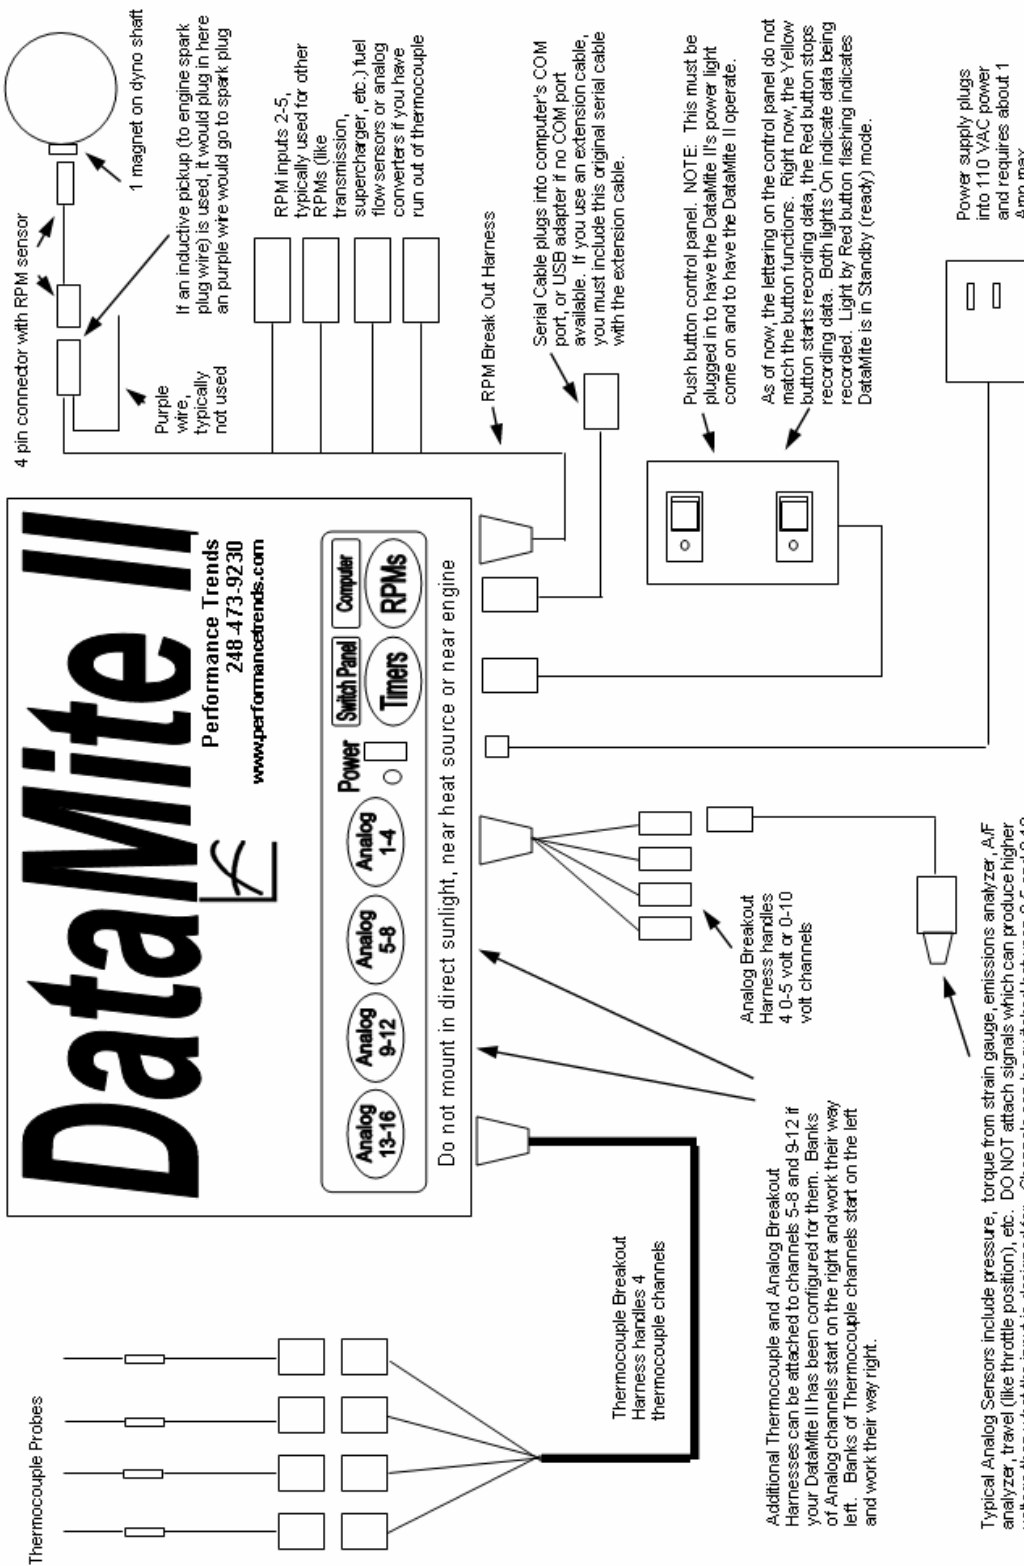 Thermocouple Probes
DataMite II
Performance Trends
248-473-9230
www.performancetrends.com
Analog
13-16
Analog
9-12
Analog
5-8
Analog
1-4
Power
Switch Panel
Computer
Timers
RPMs
Do not mount in direct sunlight, near heat source or near engine
4 pin connector with RPM sensor
1 magnet on dyno shaft
Purple
wire,
typically
not used
If an inductive pickup (to engine spark
plug wire) is used, it would plug in here
an purple wire would go to spark plug
RPM inputs 2-5,
typically used for other
RPMs (like
transmission,
supercharger, etc.) fuel
flow sensors or analog
converters if you have
run out of thermocouple
RPM Break Out Harness
Serial Cable plugs into computer's COM
port, or USB adapter if no COM port
available. If you use an extension cable,
you must include this original serial cable
with the extension cable.
Push button control panel. NOTE: This must be
plugged in to have the DataMite II's power light
come on and to have the DataMite II operate.
As of now, the lettering on the control panel do not
match the button functions. Right now, the Yellow
button starts recording data, the Red button stops
recording data. Both lights On indicate data being
recorded. Light by Red button flashing indicates
DataMite is in Standby (ready) mode.
Power supply plugs
into 110 VAC power
and requires about 1
Amp max
Thermocouple Breakout
Harness handles 4
thermocouple channels
Analog Breakout
Harness handles
4 0-5 volt or 0-10
volt channels
Additional Thermocouple and Analog Breakout
Harnesses can be attached to channels 5-8 and 9-12 if
your DataMite II has been configured for them. Banks
of Analog channels start on the right and work their way
left. Banks of Thermocouple channels start on the left
and work their way right.
Typical Analog Sensors include pressure, torque from strain gauge, emissions analyzer, A/F
analyzer, travel (like throttle position), etc. DO NOT attach signals which can produce higher